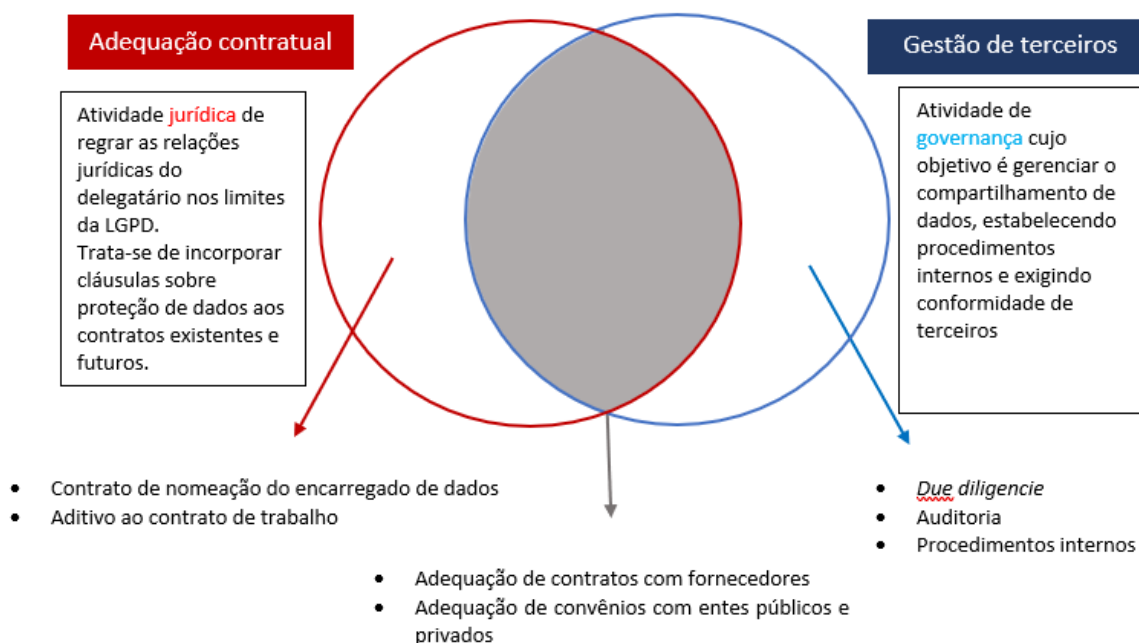 Adequação contratual
Atividade jurídica de
regrar as relações
jurídicas do
delegatário nos limites
da LGPD.
Trata-se de incorporar
cláusulas sobre
proteção de dados aos
contratos existentes e
futuros.
Gestão de terceiros
Atividade de
governança cujo
objetivo é gerenciar o
compartilhamento de
dados, estabelecendo
procedimentos
internos e exigindo
conformidade de
terceiros
• Contrato de nomeação do encarregado de dados
• Aditivo ao contrato de trabalho
• Adequação de contratos com fornecedores
• Adequação de convênios com entes públicos e
privados
• Due diligencie
• Auditoria
• Procedimentos internos